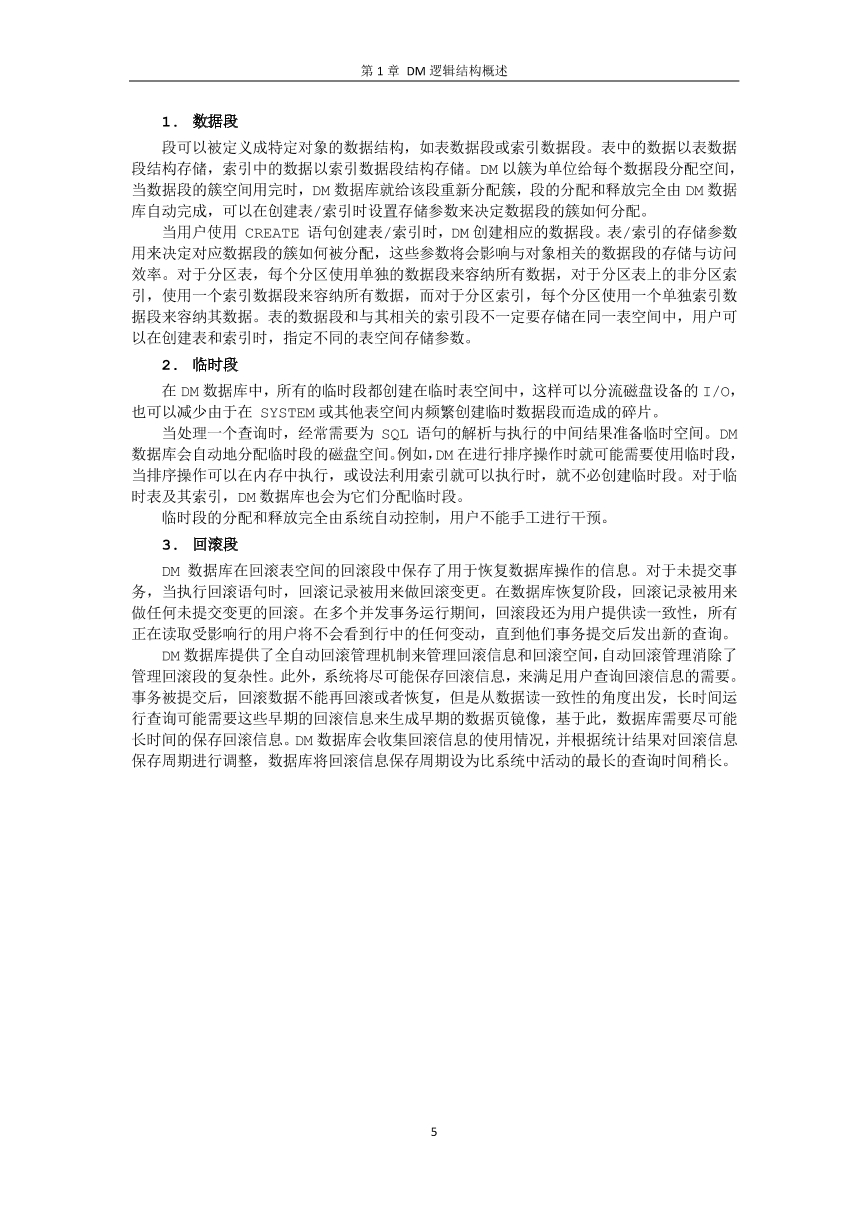 第 1 章 DM 逻辑结构概述
1. 数据段
段可以被定义成特定对象的数据结构，如表数据段或索引数据段。表中的数据以表数据
段结构存储，索引中的数据以索引数据段结构存储。DM 以簇为单位给每个数据段分配空间，
当数据段的簇空间用完时，DM 数据库就给该段重新分配簇，段的分配和释放完全由 DM 数据
库自动完成，可以在创建表/索引时设置存储参数来决定数据段的簇如何分配。
当用户使用 CREATE 语句创建表/索引时，DM 创建相应的数据段。表/索引的存储参数
用来决定对应数据段的簇如何被分配，这些参数将会影响与对象相关的数据段的存储与访问
效率。对于分区表，每个分区使用单独的数据段来容纳所有数据，对于分区表上的非分区索
引，使用一个索引数据段来容纳所有数据，而对于分区索引，每个分区使用一个单独索引数
据段来容纳其数据。表的数据段和与其相关的索引段不一定要存储在同一表空间中，用户可
以在创建表和索引时，指定不同的表空间存储参数。
2. 临时段
在 DM 数据库中，所有的临时段都创建在临时表空间中，这样可以分流磁盘设备的 I/O，
也可以减少由于在 SYSTEM 或其他表空间内频繁创建临时数据段而造成的碎片。
当处理一个查询时，经常需要为 SQL 语句的解析与执行的中间结果准备临时空间。DM
数据库会自动地分配临时段的磁盘空间。例如，DM 在进行排序操作时就可能需要使用临时段，
当排序操作可以在内存中执行，或设法利用索引就可以执行时，就不必创建临时段。对于临
时表及其索引，DM 数据库也会为它们分配临时段。
临时段的分配和释放完全由系统自动控制，用户不能手工进行干预。
3. 回滚段
DM 数据库在回滚表空间的回滚段中保存了用于恢复数据库操作的信息。对于未提交事
务，当执行回滚语句时，回滚记录被用来做回滚变更。在数据库恢复阶段，回滚记录被用来
做任何未提交变更的回滚。在多个并发事务运行期间，回滚段还为用户提供读一致性，所有
正在读取受影响行的用户将不会看到行中的任何变动，直到他们事务提交后发出新的查询。
DM 数据库提供了全自动回滚管理机制来管理回滚信息和回滚空间，自动回滚管理消除了
管理回滚段的复杂性。此外，系统将尽可能保存回滚信息，来满足用户查询回滚信息的需要。
事务被提交后，回滚数据不能再回滚或者恢复，但是从数据读一致性的角度出发，长时间运
行查询可能需要这些早期的回滚信息来生成早期的数据页镜像，基于此，数据库需要尽可能
长时间的保存回滚信息。DM 数据库会收集回滚信息的使用情况，并根据统计结果对回滚信息
保存周期进行调整，数据库将回滚信息保存周期设为比系统中活动的最长的查询时间稍长。
5